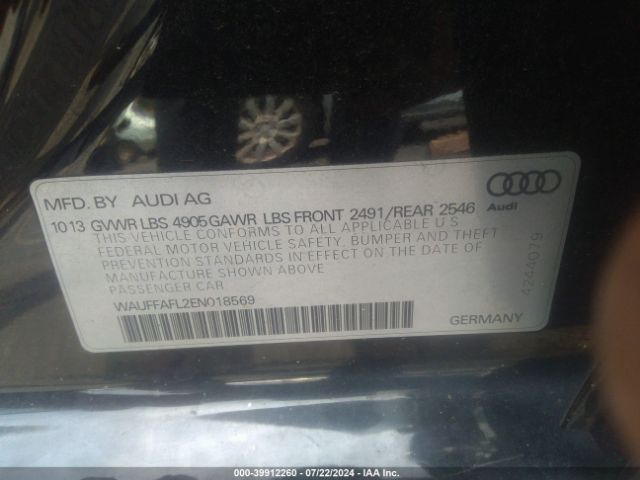 MFD. BY AUDI AG
10 13 GVWR LBS 4905 GAWR LBS FRONT 2491/REAR 2546
THIS VEHICLE CONFORMS TO ALL APPLICABLE U S
FEDERAL MOTOR VEHICLE SAFETY, BUMPER AND THEFT
PREVENTION STANDARDS IN EFFECT ON THE DATE OF
MANUFACTURE SHOWN ABOVE
PASSENGER CAR
WAUFFAFL2EN018569
GERMANY
Audi
4244079
000-39912260 - 07/22/2024 - IAA Inc.